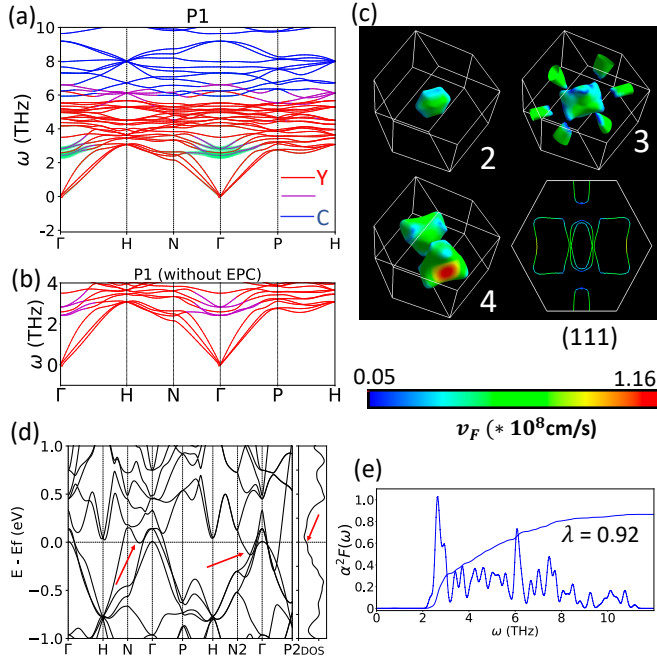 (a)
P1
ω (THz)
10
8
6
4
2
0
−2
Y
C
Γ H N Γ P H
(b)
P1 (without EPC)
ω (THz)
4
2
0
Γ H N Γ P H
(c)
2
3
4
(111)
0.05 1.16
v_F (* 10⁸cm/s)
(d)
E - Ef (eV)
1.0
0.5
0.0
−0.5
−1.0
Γ H N Γ P H N2 Γ P2 DOS
(e)
α²F(ω)
1.0
0.8
0.6
0.4
0.2
0
λ = 0.92
0 2 4 6 8 10
ω (THz)